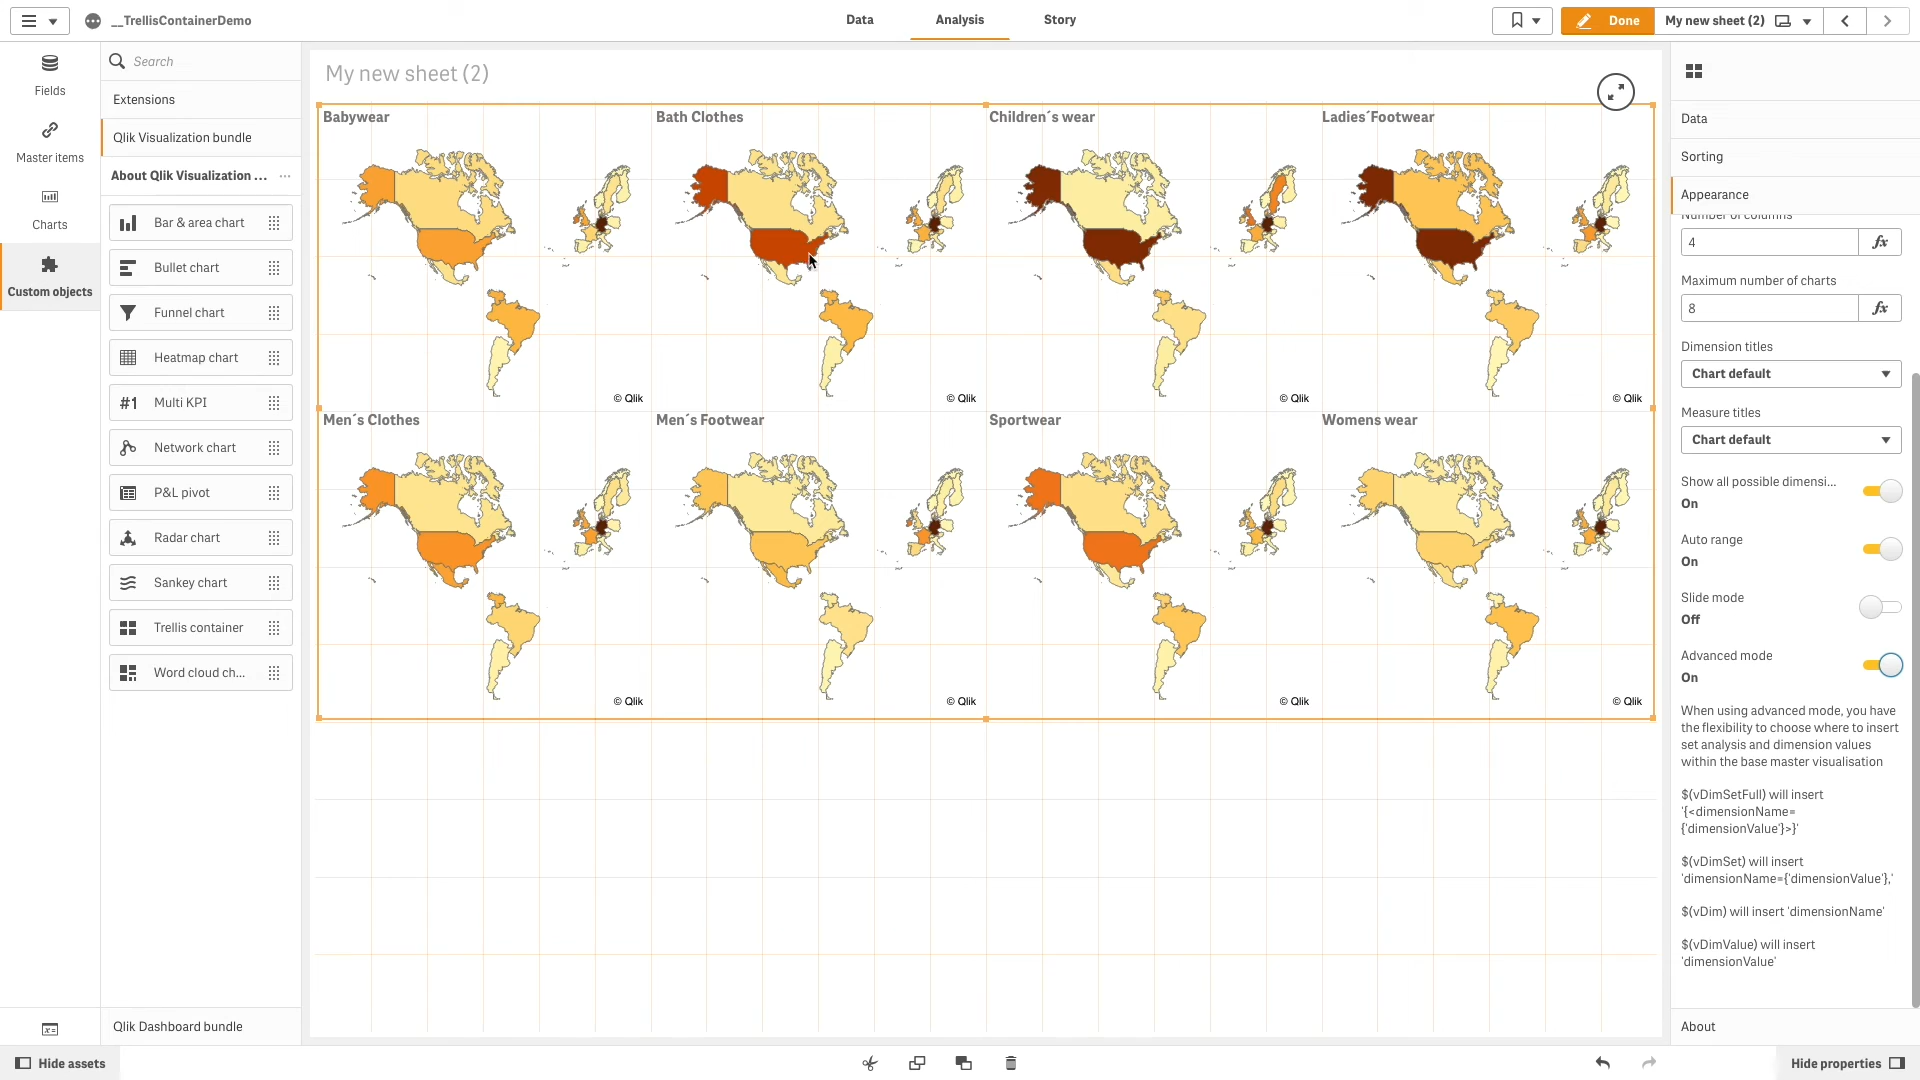 __TrellisContainerDemo
Data
Analysis
Story
Done
My new sheet (2)
Fields
Master items
Charts
Custom objects
Search
Extensions
Qlik Visualization bundle
About Qlik Visualization ...
Bar & area chart
Bullet chart
Funnel chart
Heatmap chart
#1 Multi KPI
Network chart
P&L pivot
Radar chart
Sankey chart
Trellis container
Word cloud ch...
Qlik Dashboard bundle
Hide assets
My new sheet (2)
Babywear
Bath Clothes
Children´s wear
Ladies´Footwear
© Qlik
© Qlik
© Qlik
© Qlik
Men´s Clothes
Men´s Footwear
Sportwear
Womens wear
© Qlik
© Qlik
© Qlik
© Qlik
Data
Sorting
Appearance
Number of columns
4
fx
Maximum number of charts
8
fx
Dimension titles
Chart default
Measure titles
Chart default
Show all possible dimensi...
On
Auto range
On
Slide mode
Off
Advanced mode
On
When using advanced mode, you have
the flexibility to choose where to insert
set analysis and dimension values
within the base master visualisation
$(vDimSetFull) will insert
'{<dimensionName=
{'dimensionValue'}>}'
$(vDimSet) will insert
'dimensionName={'dimensionValue'},'
$(vDim) will insert 'dimensionName'
$(vDimValue) will insert
'dimensionValue'
About
Hide properties